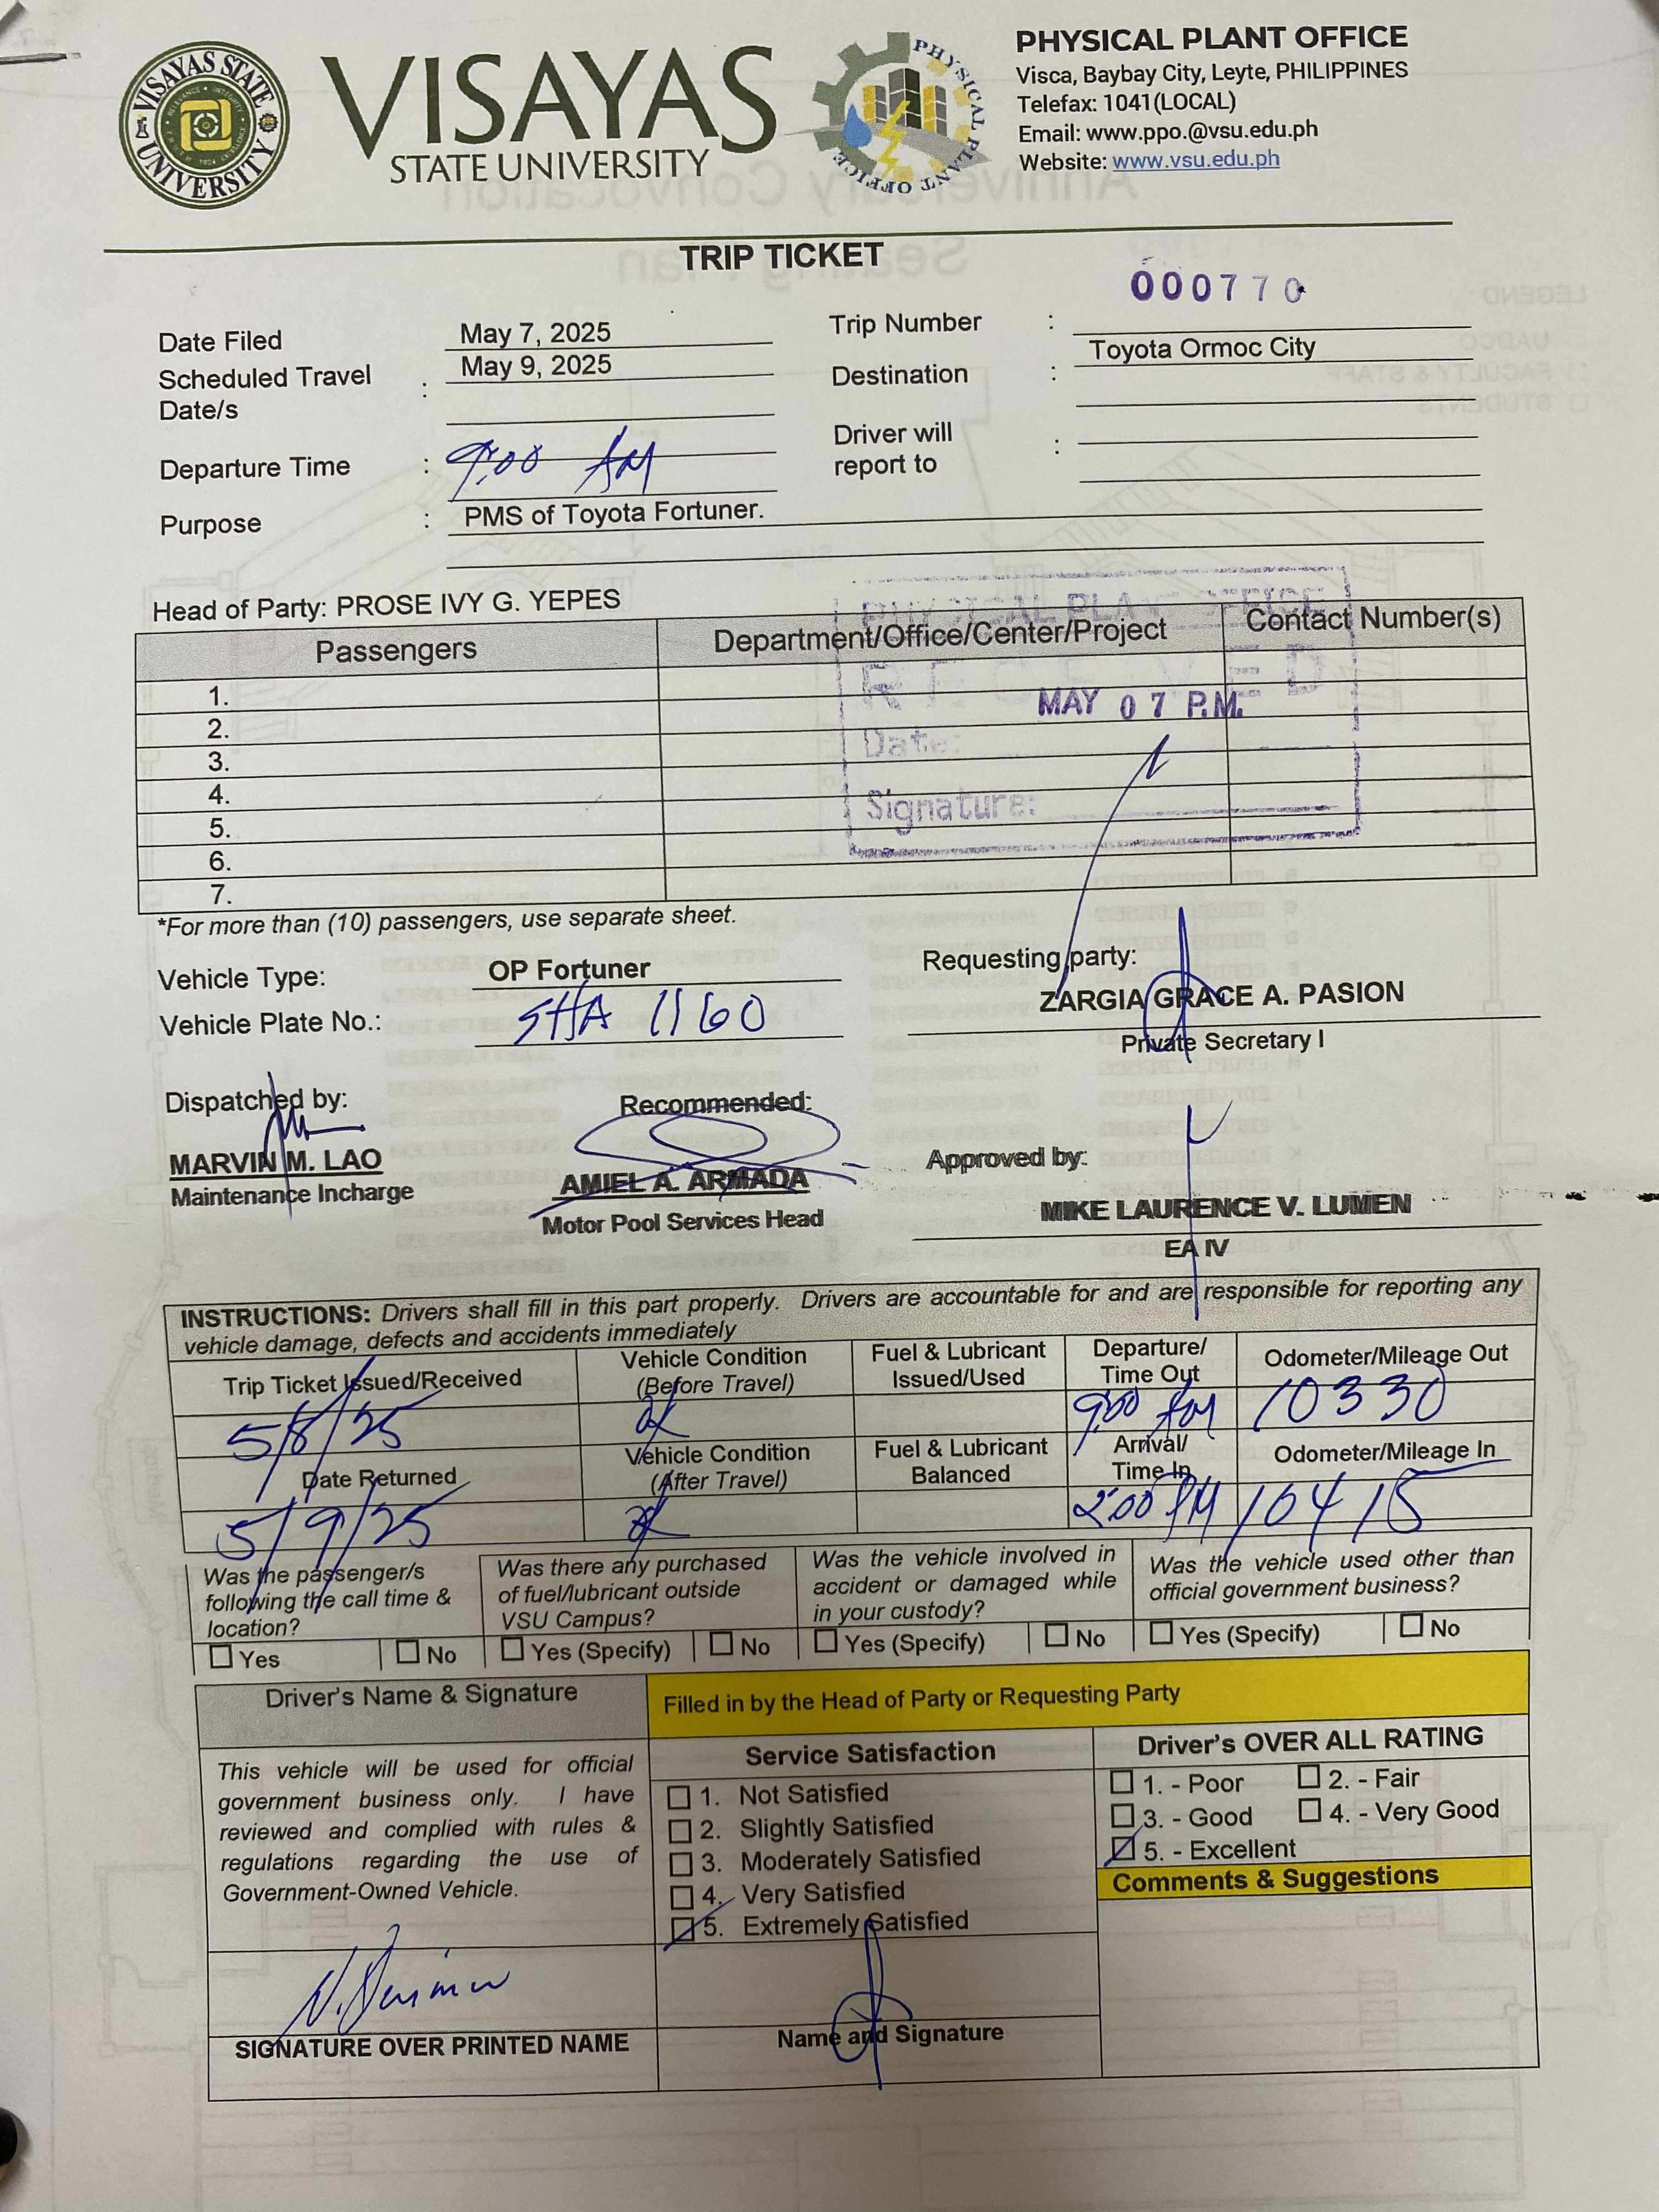 VISAYAS STATE UNIVERSITY
VISAYAS
STATE UNIVERSITY
PHYSICAL PLANT OFFICE
PHYSICAL PLANT OFFICE
Visca, Baybay City, Leyte, PHILIPPINES
Telefax: 1041(LOCAL)
Email: www.ppo.@vsu.edu.ph
Website: www.vsu.edu.ph
TRIP TICKET
000770
Date Filed May 7, 2025 Trip Number :
Scheduled Travel Date/s : May 9, 2025 Destination : Toyota Ormoc City
Departure Time : 9:00 AM Driver will report to :
Purpose : PMS of Toyota Fortuner.
Head of Party: PROSE IVY G. YEPES
Passengers Department/Office/Center/Project Contact Number(s)
1.
2.
3.
4.
5.
6.
7.
PHYSICAL PLANT OFFICE
RECEIVED
MAY 07 P.M.
Date:
Signature:
*For more than (10) passengers, use separate sheet.
Vehicle Type: OP Fortuner
Vehicle Plate No.: SHA 1160
Requesting party:
ZARGIA GRACE A. PASION
Private Secretary I
Dispatched by:
MARVIN M. LAO
Maintenance Incharge
Recommended:
AMIEL A. ARMADA
Motor Pool Services Head
Approved by:
MIKE LAURENCE V. LUMEN
EA IV
INSTRUCTIONS: Drivers shall fill in this part properly. Drivers are accountable for and are responsible for reporting any
vehicle damage, defects and accidents immediately
Trip Ticket Issued/Received Vehicle Condition (Before Travel) Fuel & Lubricant Issued/Used Departure/ Time Out Odometer/Mileage Out
5/8/25 9:00 AM 10330
Date Returned Vehicle Condition (After Travel) Fuel & Lubricant Balanced Arrival/ Time In Odometer/Mileage In
5/9/25 2:00 PM 10415
Was the passenger/s following the call time & location?
Yes No
Was there any purchased of fuel/lubricant outside VSU Campus?
Yes (Specify) No
Was the vehicle involved in accident or damaged while in your custody?
Yes (Specify) No
Was the vehicle used other than official government business?
Yes (Specify) No
Driver's Name & Signature
Filled in by the Head of Party or Requesting Party
This vehicle will be used for official
government business only. I have
reviewed and complied with rules &
regulations regarding the use of
Government-Owned Vehicle.
SIGNATURE OVER PRINTED NAME
Service Satisfaction
1. Not Satisfied
2. Slightly Satisfied
3. Moderately Satisfied
4. Very Satisfied
5. Extremely Satisfied
Name and Signature
Driver's OVER ALL RATING
1. - Poor 2. - Fair
3. - Good 4. - Very Good
5. - Excellent
Comments & Suggestions